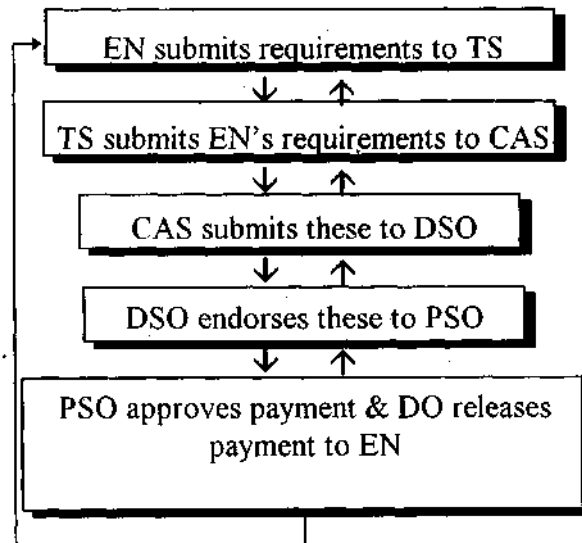 EN submits requirements to TS
TS submits EN's requirements to CAS
CAS submits these to DSO
DSO endorses these to PSO
PSO approves payment & DO releases
payment to EN